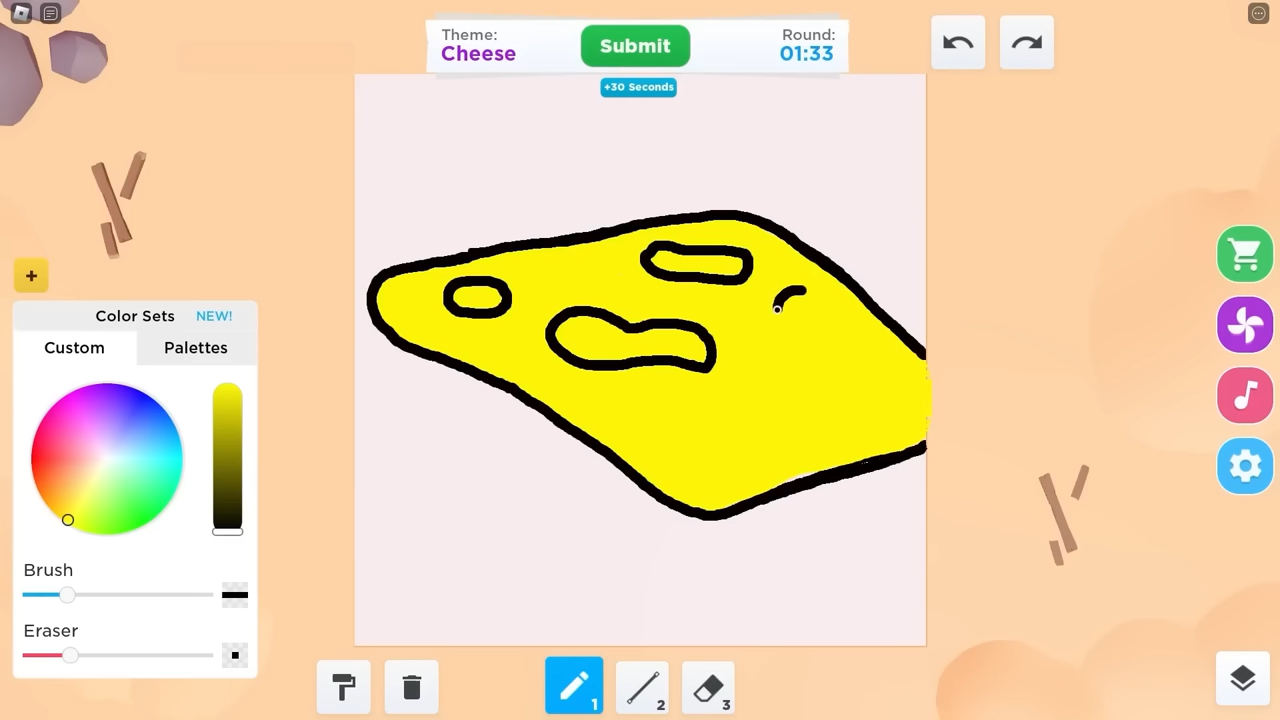 Theme:
Cheese
Submit
Round:
01:33
+30 Seconds
+
Color Sets NEW!
Custom Palettes
Brush
Eraser
1
2
3